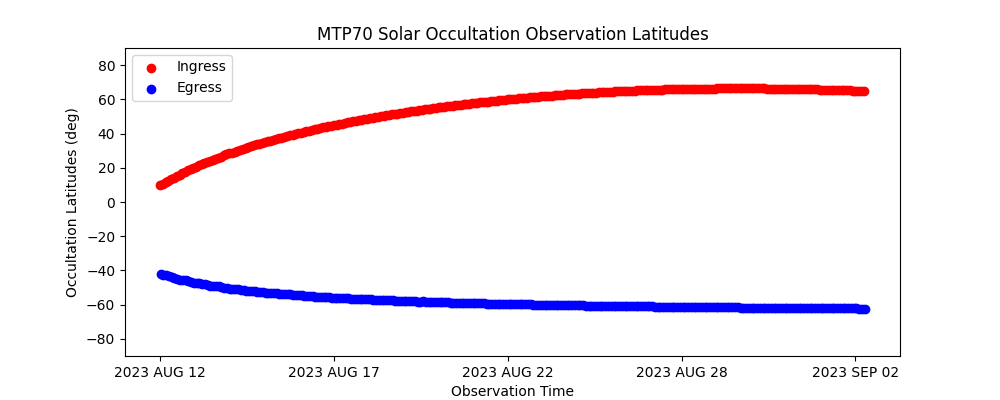 MTP70 Solar Occultation Observation Latitudes
Ingress
Egress
Occultation Latitudes (deg)
80
60
40
20
0
−20
−40
−60
−80
2023 AUG 12
2023 AUG 17
2023 AUG 22
2023 AUG 28
2023 SEP 02
Observation Time